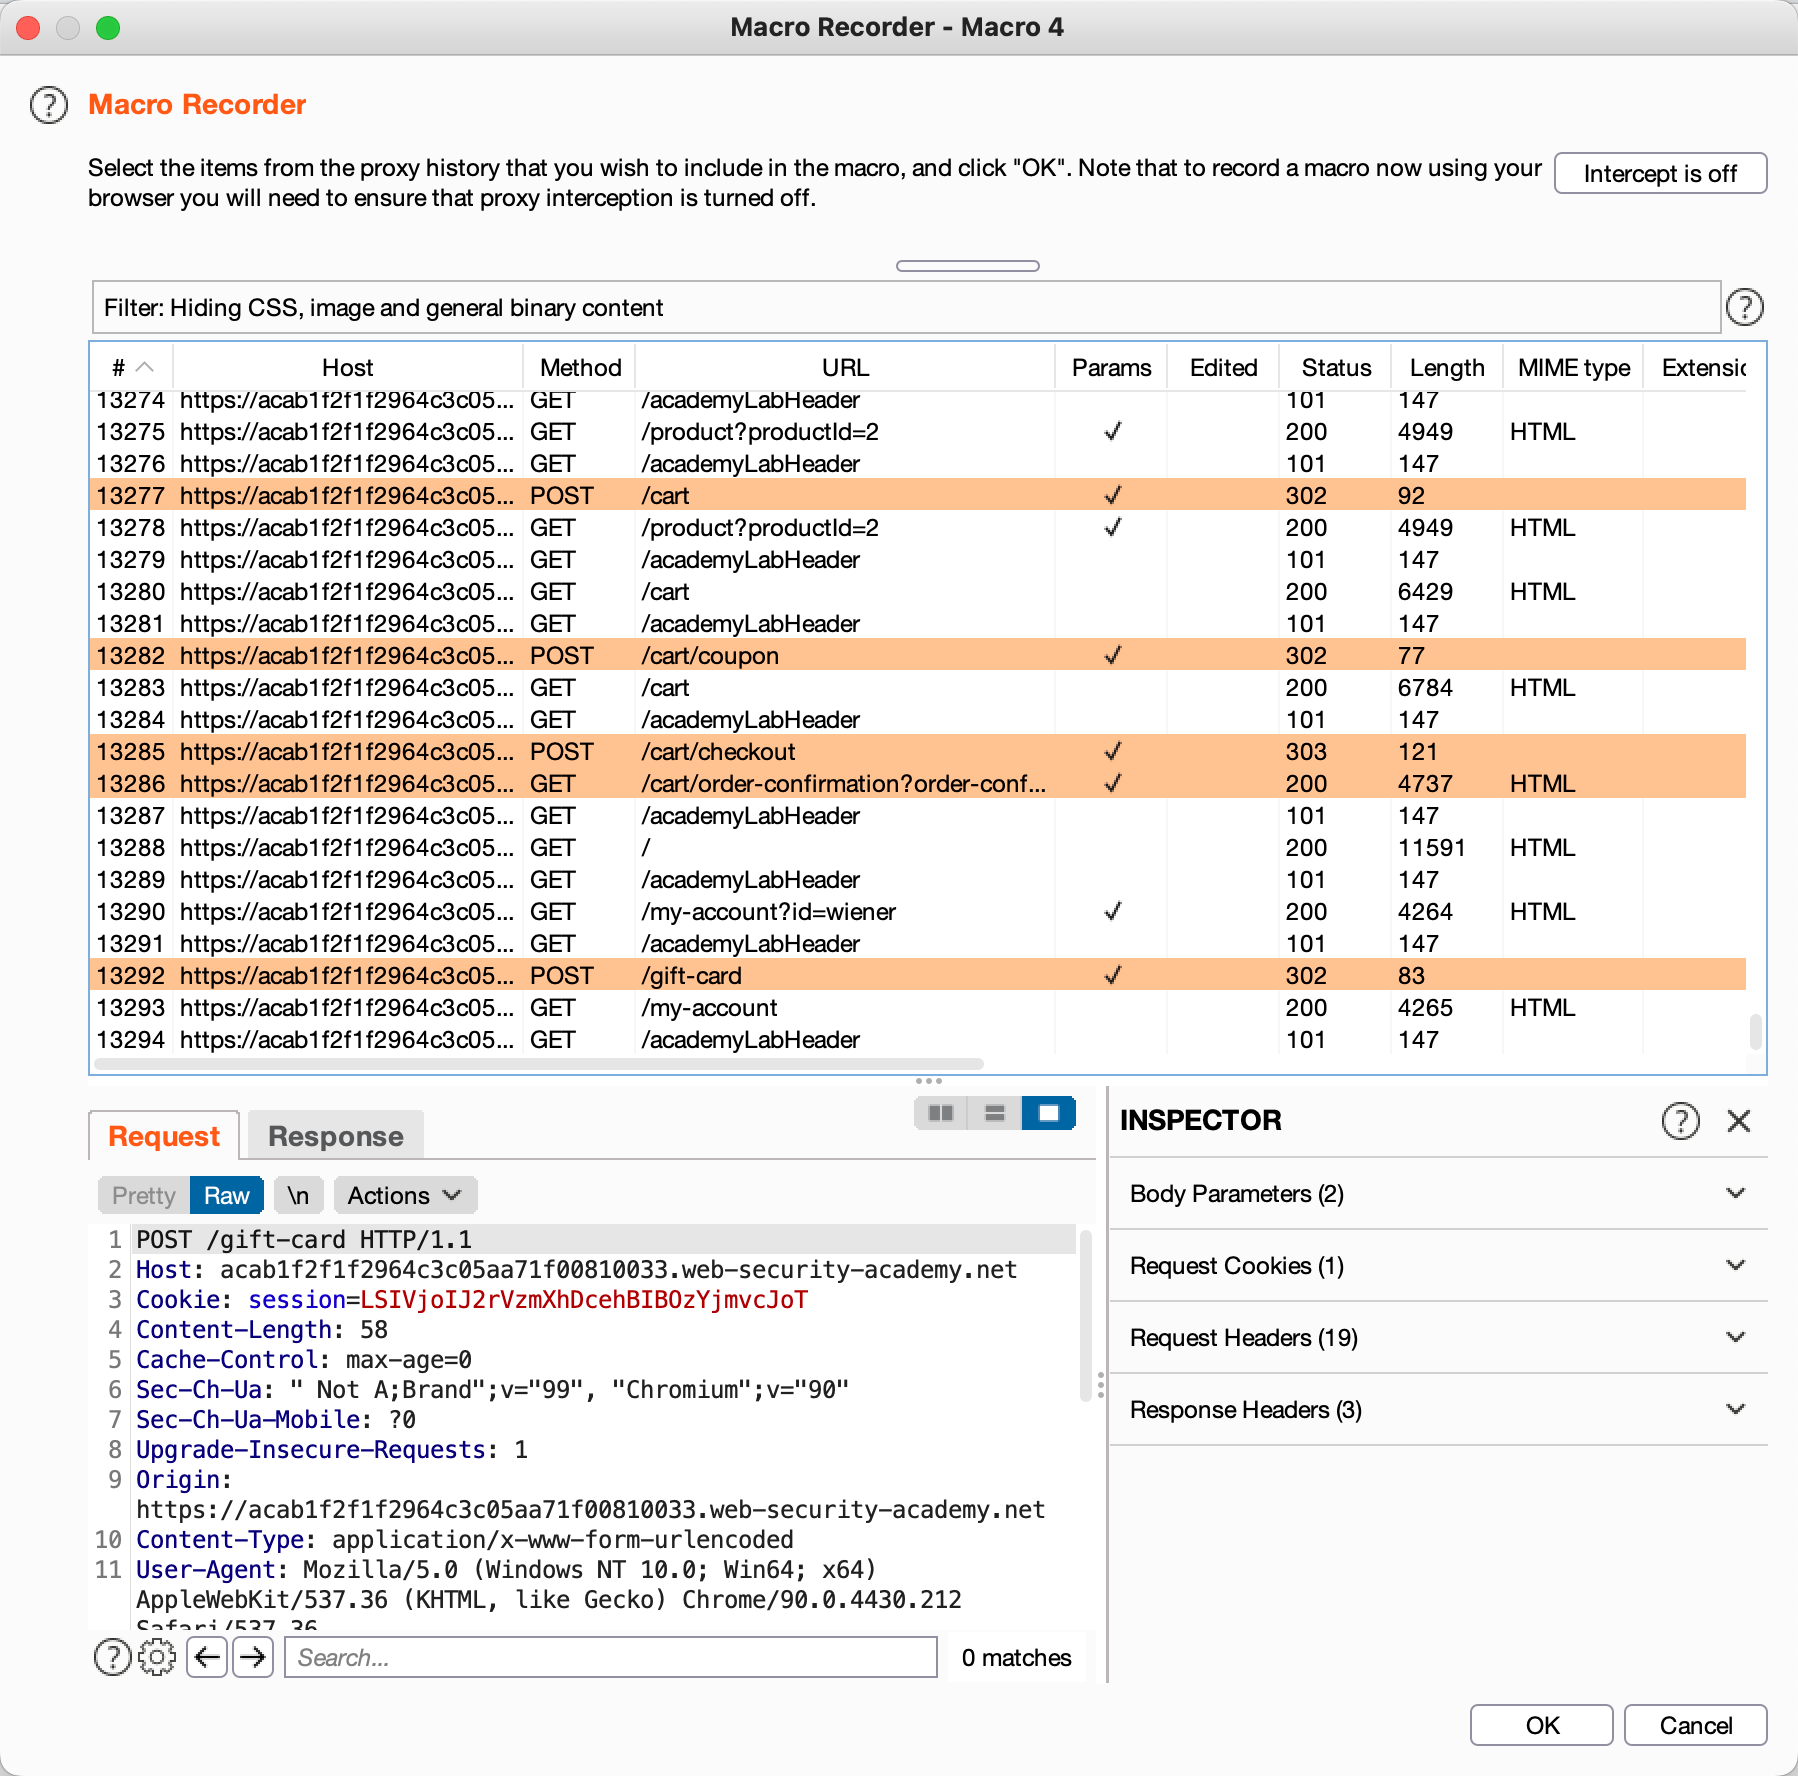 Macro Recorder - Macro 4
? Macro Recorder
Select the items from the proxy history that you wish to include in the macro, and click "OK". Note that to record a macro now using your
browser you will need to ensure that proxy interception is turned off.
Intercept is off
Filter: Hiding CSS, image and general binary content ?
# Host Method URL Params Edited Status Length MIME type Extensio
13274 https://acab1f2f1f2964c3c05... GET /academyLabHeader 101 147
13275 https://acab1f2f1f2964c3c05... GET /product?productId=2 ✓ 200 4949 HTML
13276 https://acab1f2f1f2964c3c05... GET /academyLabHeader 101 147
13277 https://acab1f2f1f2964c3c05... POST /cart ✓ 302 92
13278 https://acab1f2f1f2964c3c05... GET /product?productId=2 ✓ 200 4949 HTML
13279 https://acab1f2f1f2964c3c05... GET /academyLabHeader 101 147
13280 https://acab1f2f1f2964c3c05... GET /cart 200 6429 HTML
13281 https://acab1f2f1f2964c3c05... GET /academyLabHeader 101 147
13282 https://acab1f2f1f2964c3c05... POST /cart/coupon ✓ 302 77
13283 https://acab1f2f1f2964c3c05... GET /cart 200 6784 HTML
13284 https://acab1f2f1f2964c3c05... GET /academyLabHeader 101 147
13285 https://acab1f2f1f2964c3c05... POST /cart/checkout ✓ 303 121
13286 https://acab1f2f1f2964c3c05... GET /cart/order-confirmation?order-conf... ✓ 200 4737 HTML
13287 https://acab1f2f1f2964c3c05... GET /academyLabHeader 101 147
13288 https://acab1f2f1f2964c3c05... GET / 200 11591 HTML
13289 https://acab1f2f1f2964c3c05... GET /academyLabHeader 101 147
13290 https://acab1f2f1f2964c3c05... GET /my-account?id=wiener ✓ 200 4264 HTML
13291 https://acab1f2f1f2964c3c05... GET /academyLabHeader 101 147
13292 https://acab1f2f1f2964c3c05... POST /gift-card ✓ 302 83
13293 https://acab1f2f1f2964c3c05... GET /my-account 200 4265 HTML
13294 https://acab1f2f1f2964c3c05... GET /academyLabHeader 101 147
Request Response
Pretty Raw \n Actions
1 POST /gift-card HTTP/1.1
2 Host: acab1f2f1f2964c3c05aa71f00810033.web-security-academy.net
3 Cookie: session=LSIVjoIJ2rVzmXhDcehBIBOzYjmvcJoT
4 Content-Length: 58
5 Cache-Control: max-age=0
6 Sec-Ch-Ua: " Not A;Brand";v="99", "Chromium";v="90"
7 Sec-Ch-Ua-Mobile: ?0
8 Upgrade-Insecure-Requests: 1
9 Origin:
https://acab1f2f1f2964c3c05aa71f00810033.web-security-academy.net
10 Content-Type: application/x-www-form-urlencoded
11 User-Agent: Mozilla/5.0 (Windows NT 10.0; Win64; x64)
AppleWebKit/537.36 (KHTML, like Gecko) Chrome/90.0.4430.212
Safari/537.36
? Search... 0 matches
INSPECTOR ?
Body Parameters (2)
Request Cookies (1)
Request Headers (19)
Response Headers (3)
OK Cancel